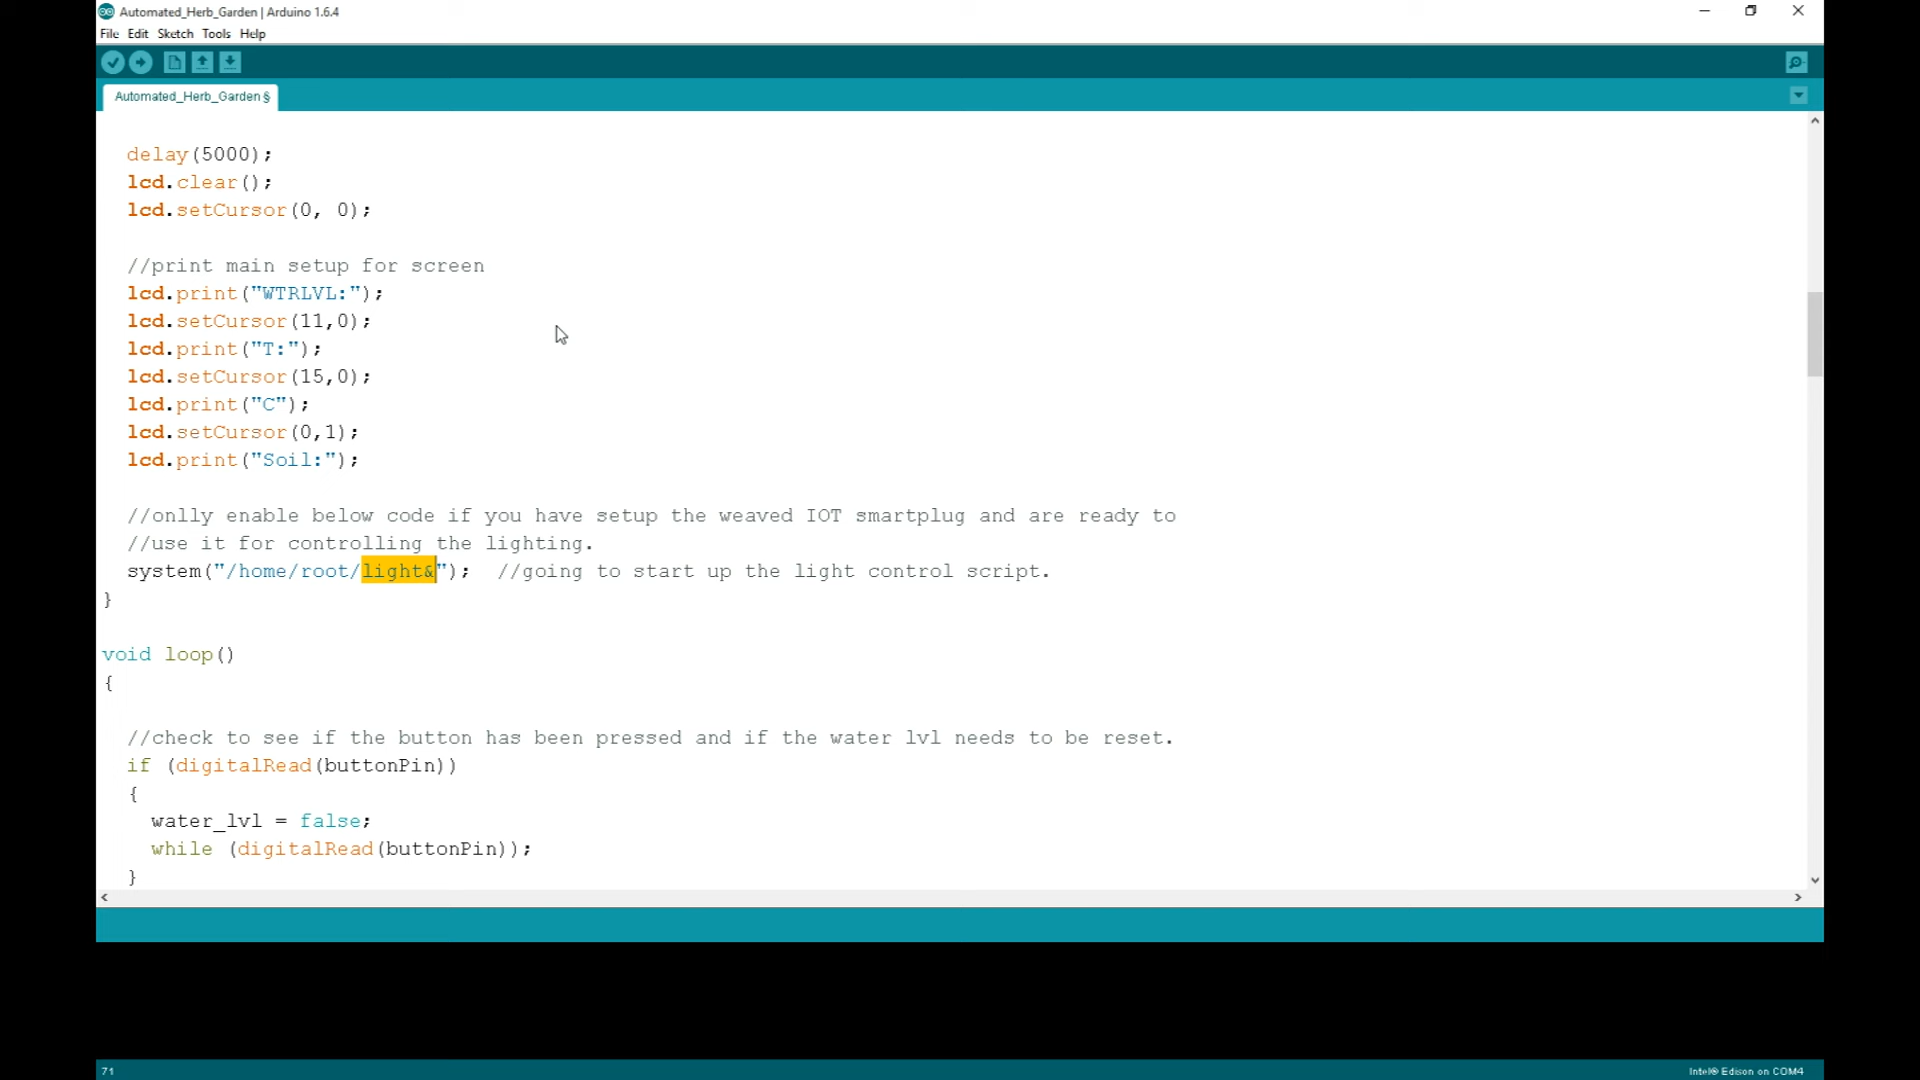 Automated_Herb_Garden | Arduino 1.6.4
File Edit Sketch Tools Help
Automated_Herb_Garden §
delay(5000);
lcd.clear();
lcd.setCursor(0, 0);
//print main setup for screen
lcd.print("WTRLVL:");
lcd.setCursor(11,0);
lcd.print("T:");
lcd.setCursor(15,0);
lcd.print("C");
lcd.setCursor(0,1);
lcd.print("Soil:");
//onlly enable below code if you have setup the weaved IOT smartplug and are ready to
//use it for controlling the lighting.
system("/home/root/light&"); //going to start up the light control script.
}
void loop()
{
//check to see if the button has been pressed and if the water lvl needs to be reset.
if (digitalRead(buttonPin))
{
water_lvl = false;
while (digitalRead(buttonPin));
}
71
Intel® Edison on COM4